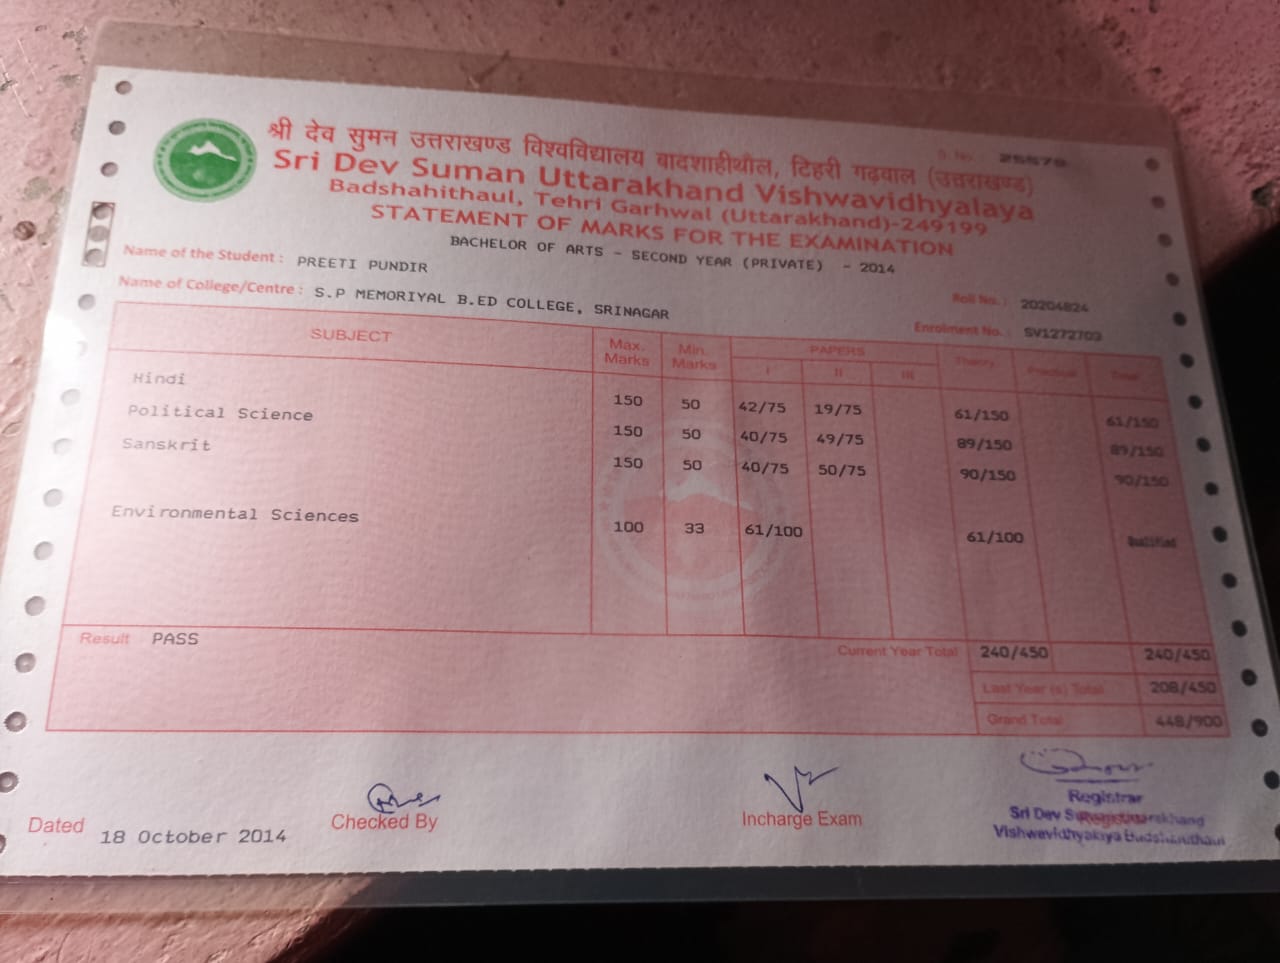 S. No. : 25579
श्री देव सुमन उत्तराखण्ड विश्वविद्यालय बादशाहीथौल, टिहरी गढ़वाल (उत्तराखण्ड)
Sri Dev Suman Uttarakhand Vishwavidhyalaya
Badshahithaul, Tehri Garhwal (Uttarakhand)-249199
STATEMENT OF MARKS FOR THE EXAMINATION
BACHELOR OF ARTS - SECOND YEAR (PRIVATE) - 2014
Name of the Student : PREETI PUNDIR
Roll No. : 20204824
Name of College/Centre : S.P MEMORIYAL B.ED COLLEGE, SRINAGAR
Enrolment No. : SV1272703
SUBJECT Max. Marks Min. Marks PAPERS Theory Practical Total
I II III
Hindi 150 50 42/75 19/75 61/150 61/150
Political Science 150 50 40/75 49/75 89/150 89/150
Sanskrit 150 50 40/75 50/75 90/150 90/150
Environmental Sciences 100 33 61/100 61/100 Qualified
Result PASS
Current Year Total 240/450 240/450
Last Year (s) Total 208/450
Grand Total 448/900
Dated 18 October 2014
Checked By
Incharge Exam
Registrar
Registrar
Sri Dev Suman Uttarakhand
Vishwavidhyalaya Badshahithaul